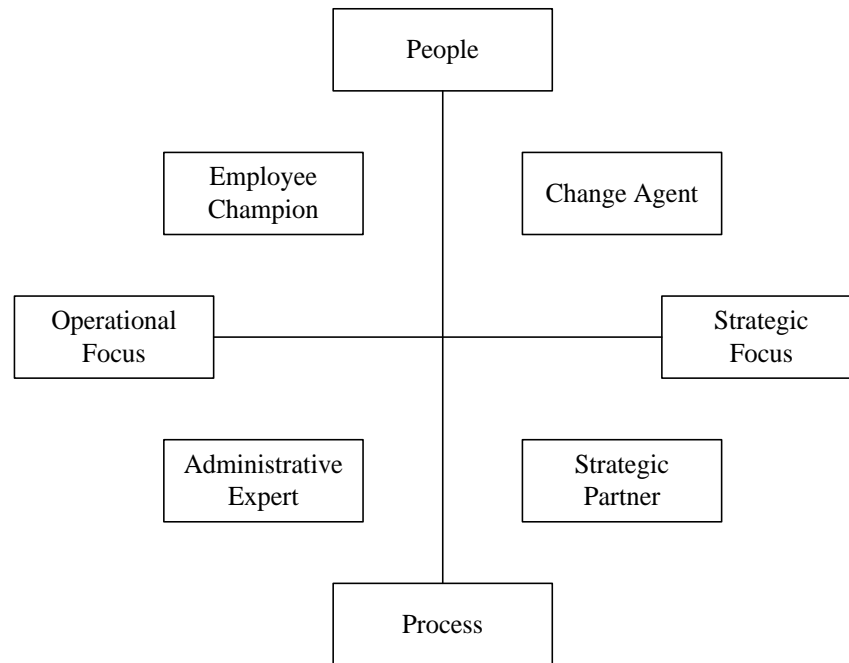 People
Employee
Champion
Change Agent
Operational
Focus
Strategic
Focus
Administrative
Expert
Strategic
Partner
Process